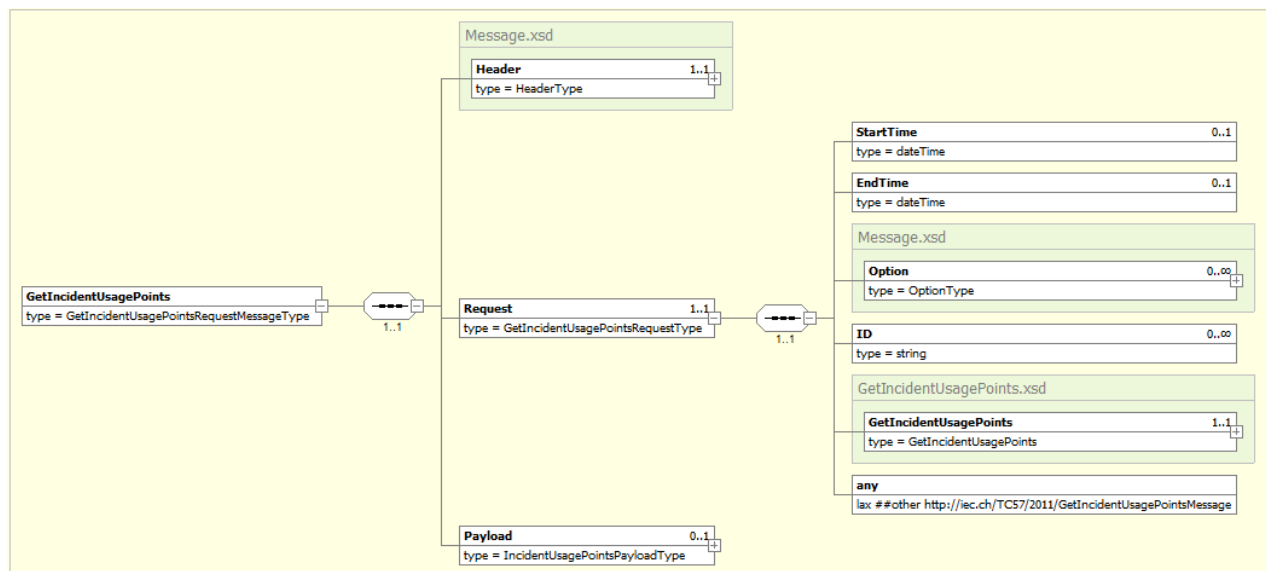 Message.xsd
Header 1..1
type = HeaderType
StartTime 0..1
type = dateTime
EndTime 0..1
type = dateTime
Message.xsd
Option 0..∞
type = OptionType
GetIncidentUsagePoints
type = GetIncidentUsagePointsRequestMessageType
1..1
Request 1..1
type = GetIncidentUsagePointsRequestType
1..1
ID 0..∞
type = string
GetIncidentUsagePoints.xsd
GetIncidentUsagePoints 1..1
type = GetIncidentUsagePoints
any
lax ##other http://iec.ch/TC57/2011/GetIncidentUsagePointsMessage
Payload 0..1
type = IncidentUsagePointsPayloadType